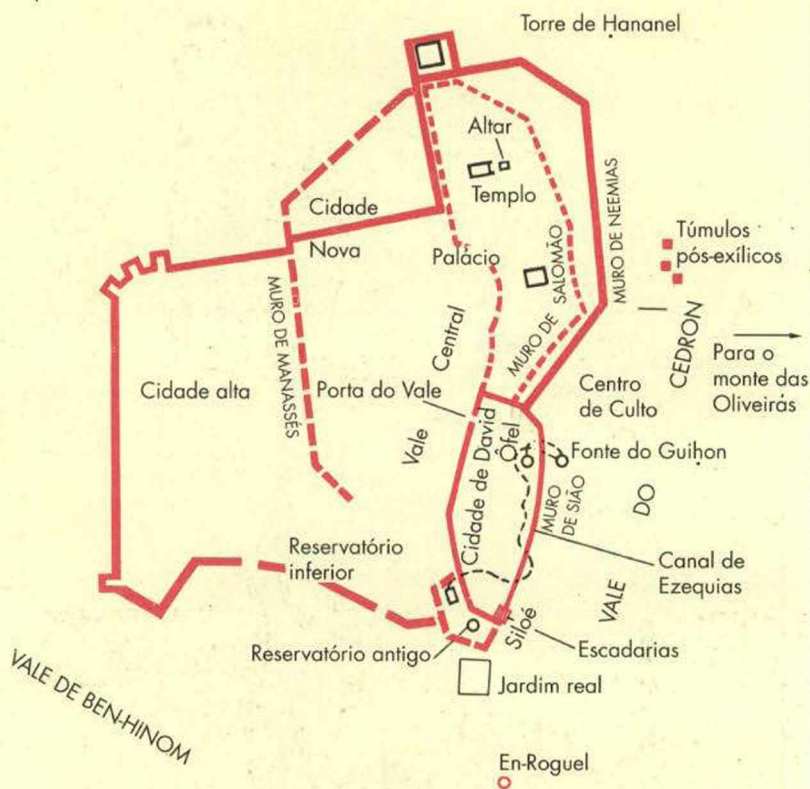 Torre de Hananel
Altar
Templo
Cidade
Nova
Palácio
MURO DE SALOMÃO
MURO DE NEEMIAS
Túmulos
pós-exílicos
CEDRON
Para o
monte das
Oliveiras
MURO DE MANASSÉS
Cidade alta
Porta do Vale
Central
Vale
Centro
de Culto
Cidade de David
Ôfel
Fonte do Guihon
MURO
DE SIÃO
DO
VALE
Canal de
Ezequias
Reservatório
inferior
Siloé
Escadarias
Reservatório antigo
Jardim real
VALE DE BEN-HINOM
En-Roguel